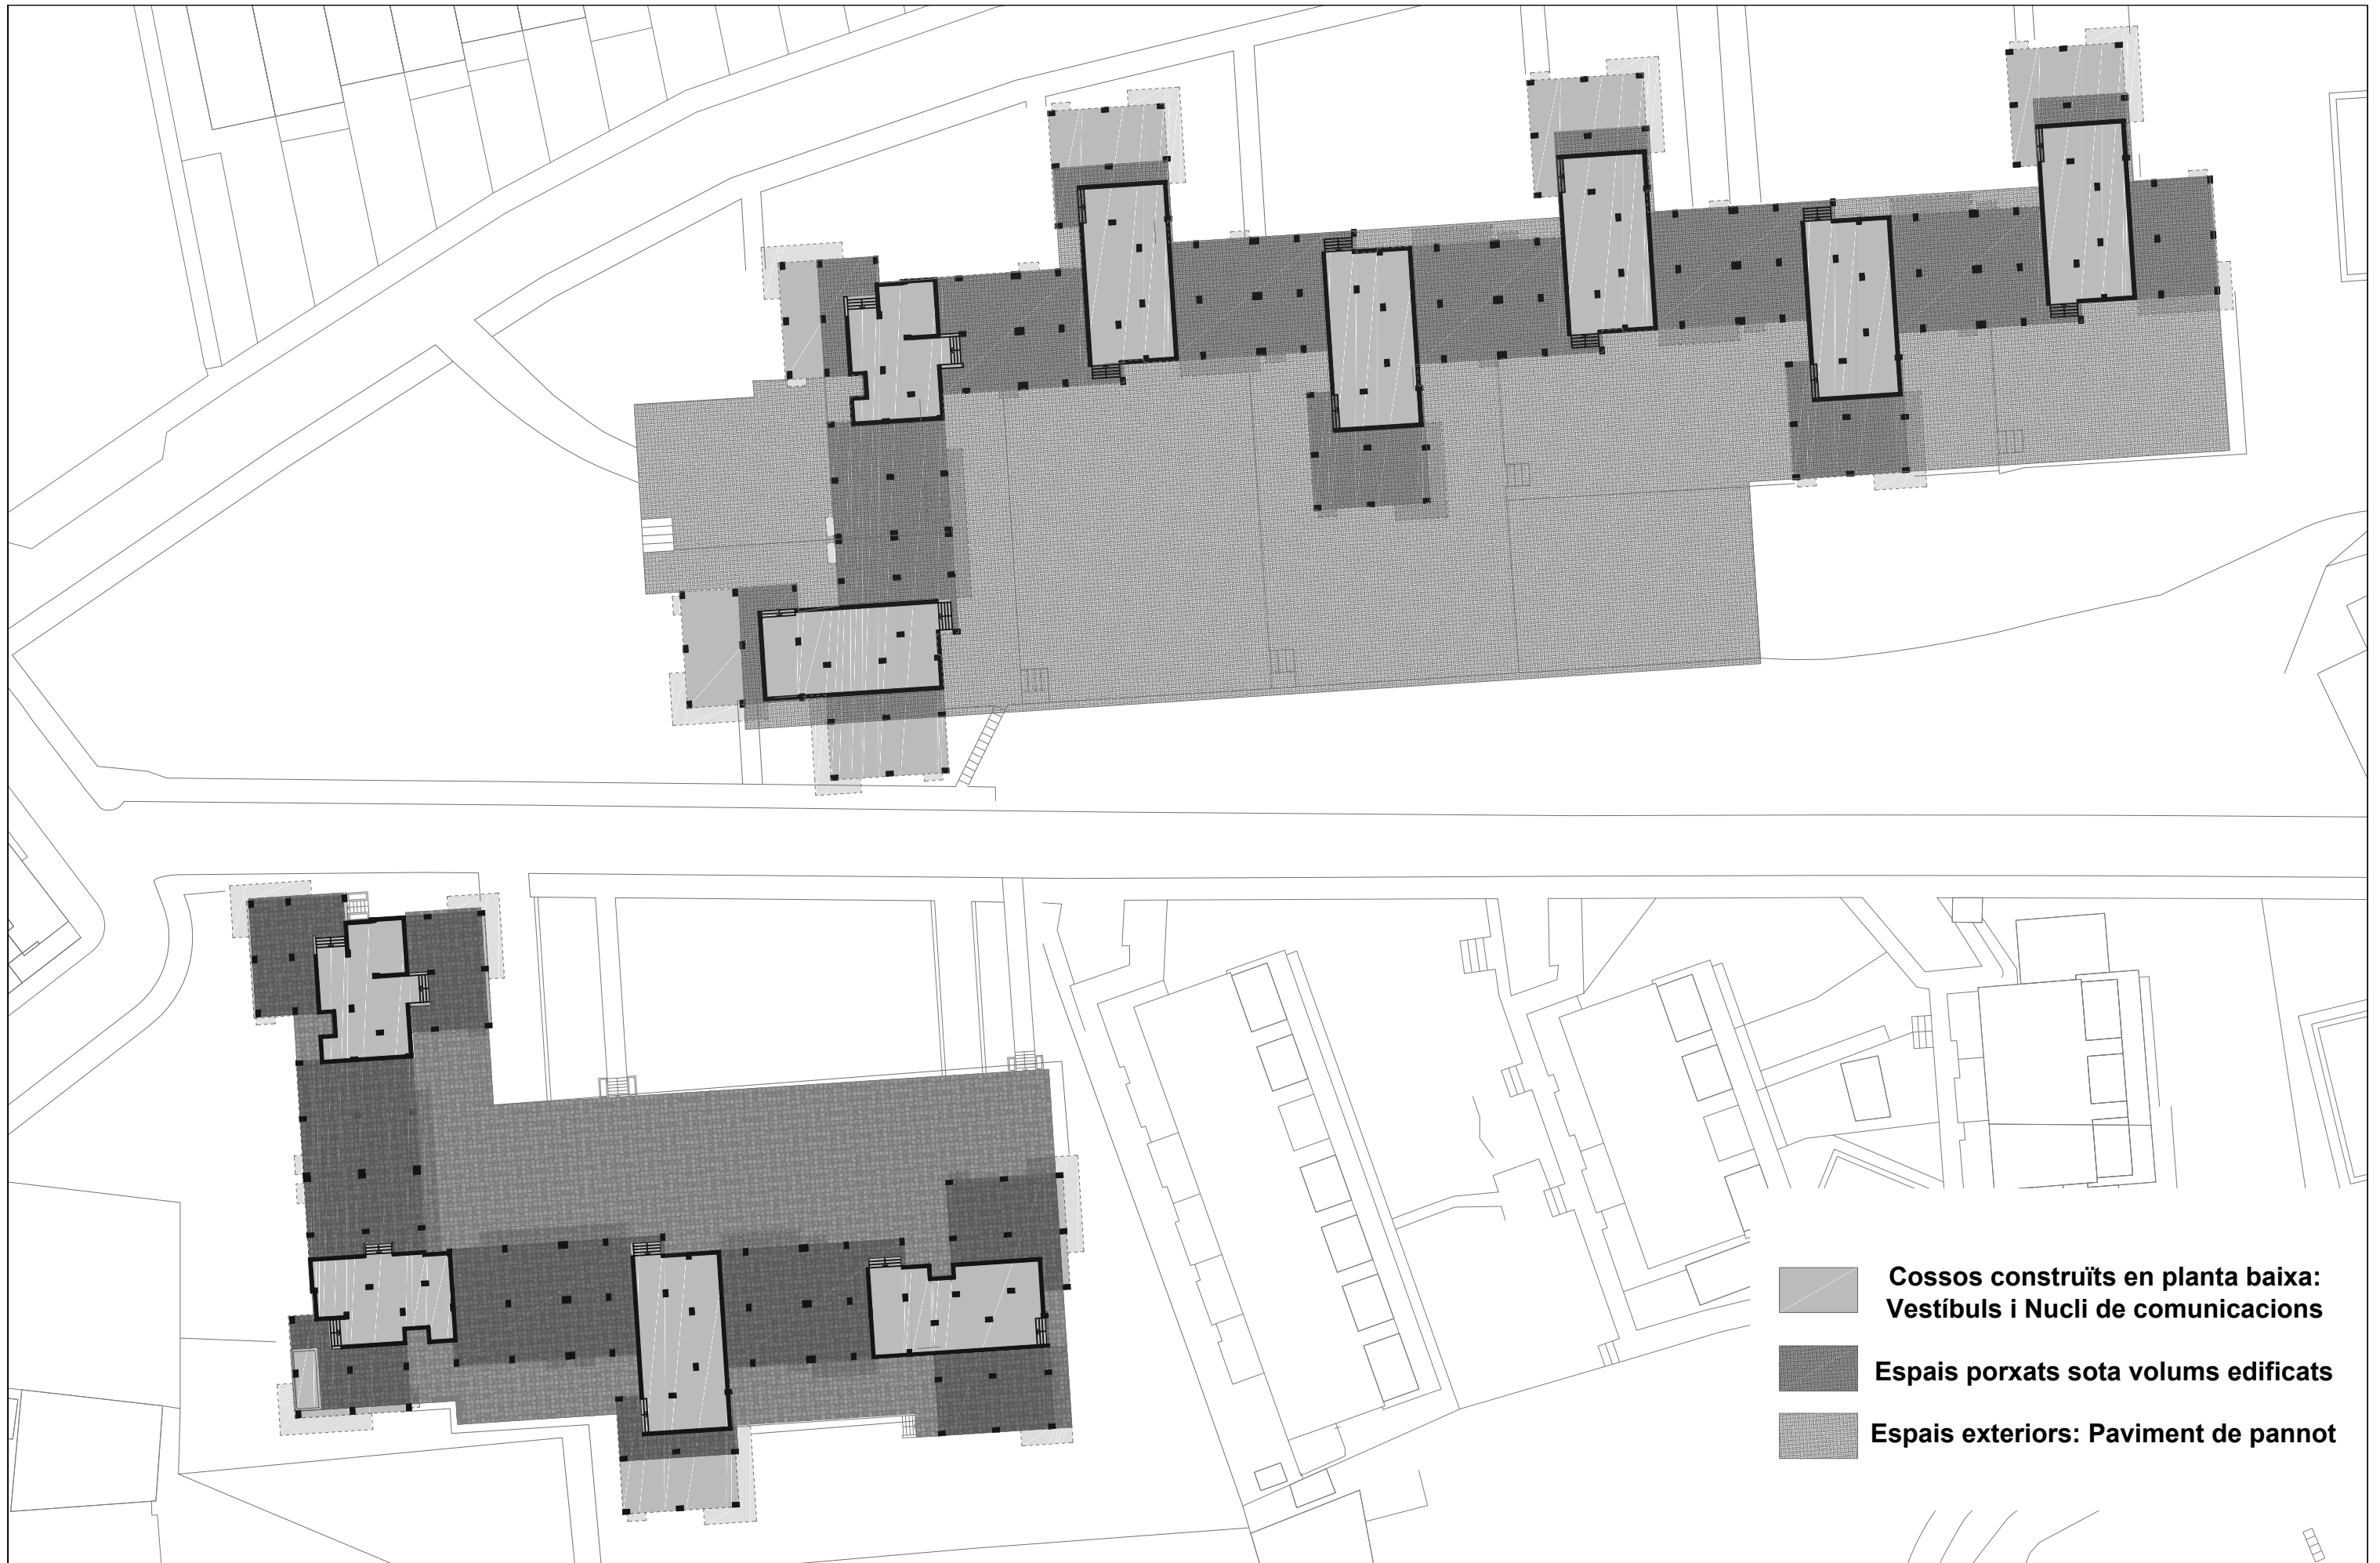 Cossos construïts en planta baixa:
Vestíbuls i Nucli de comunicacions
Espais porxats sota volums edificats
Espais exteriors: Paviment de pannot